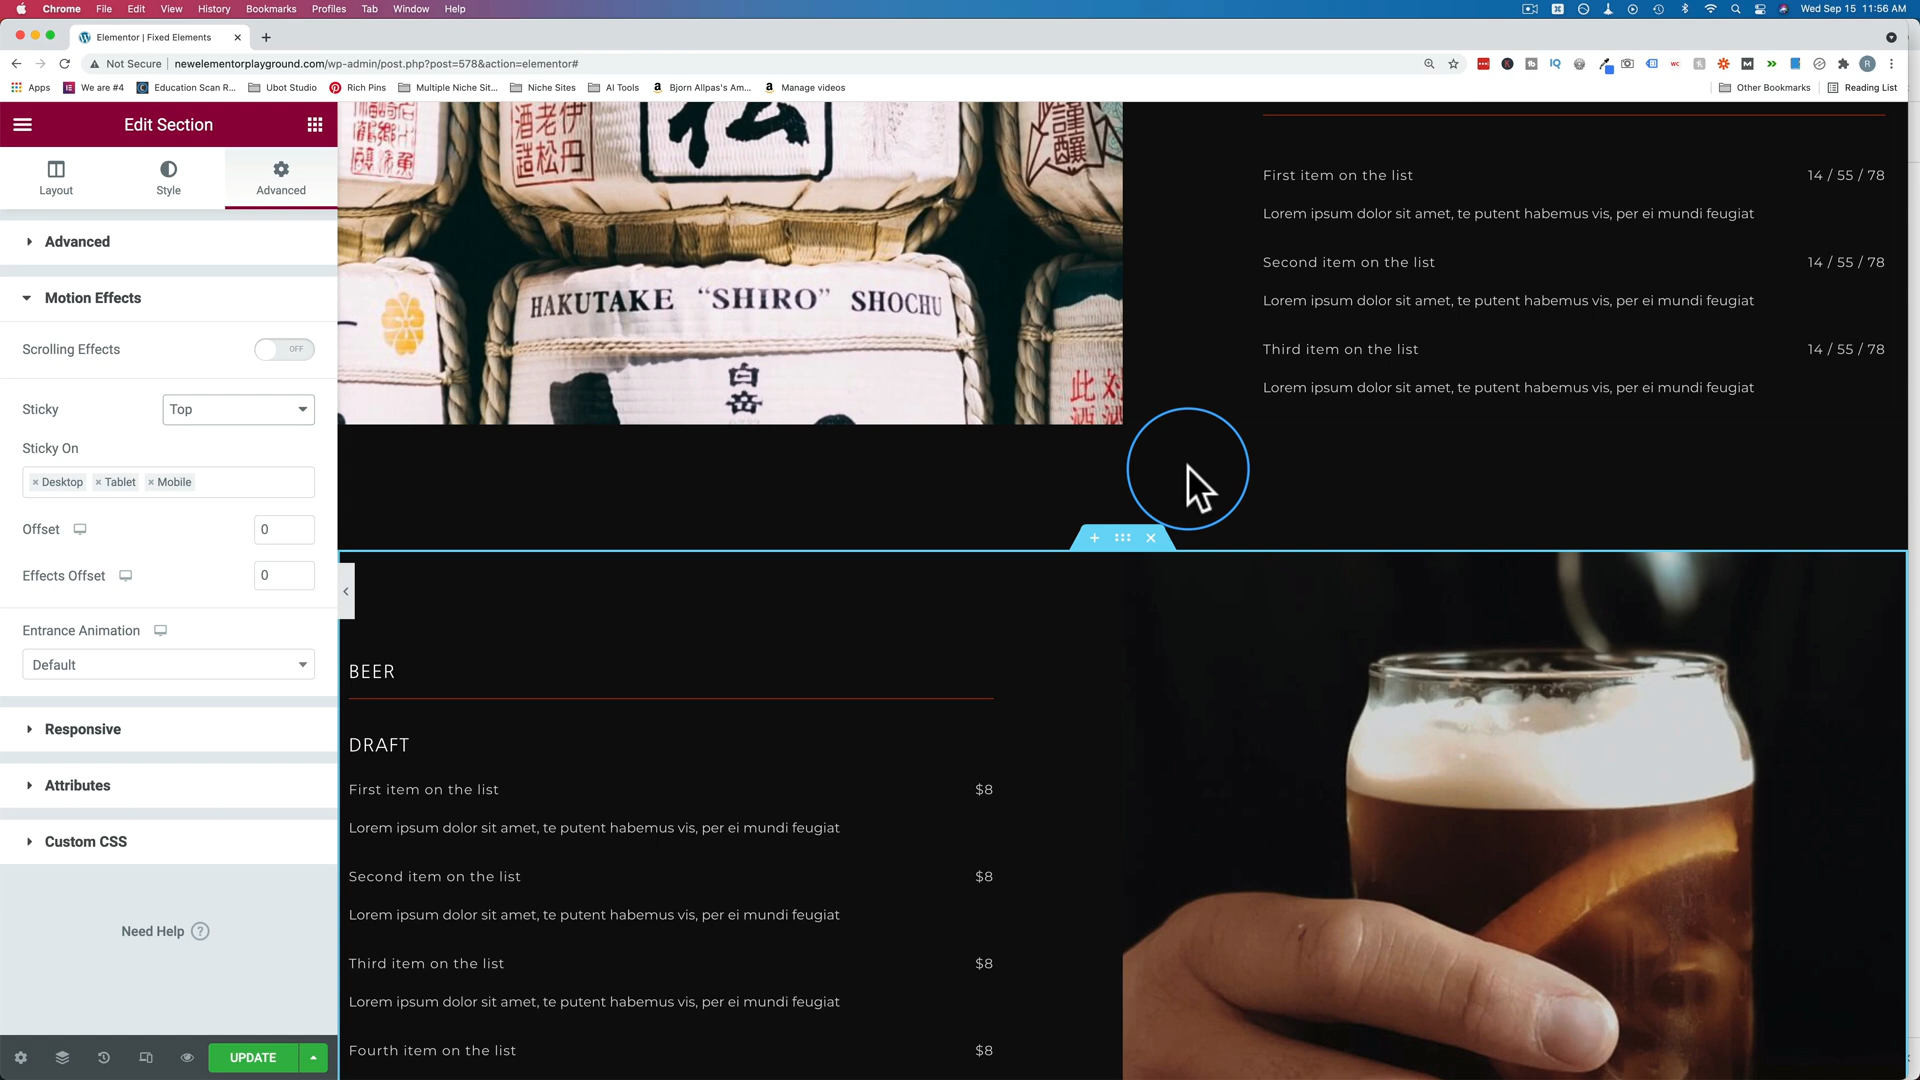 Chrome File Edit View History Bookmarks Profiles Tab Window Help
Wed Sep 15 11:56 AM
Elementor | Fixed Elements
Not Secure newelementorplayground.com/wp-admin/post.php?post=578&action=elementor#
Apps We are #4 Education Scan R... Ubot Studio Rich Pins Multiple Niche Sit... Niche Sites AI Tools Bjorn Allpas's Am... Manage videos Other Bookmarks Reading List
Edit Section
Layout Style Advanced
Advanced
Motion Effects
Scrolling Effects OFF
Sticky Top
Sticky On
× Desktop × Tablet × Mobile
Offset 0
Effects Offset 0
Entrance Animation
Default
Responsive
Attributes
Custom CSS
Need Help ?
UPDATE
松
酒老松
伊丹
HAKUTAKE "SHIRO" SHOCHU
白岳
First item on the list 14 / 55 / 78
Lorem ipsum dolor sit amet, te putent habemus vis, per ei mundi feugiat
Second item on the list 14 / 55 / 78
Lorem ipsum dolor sit amet, te putent habemus vis, per ei mundi feugiat
Third item on the list 14 / 55 / 78
Lorem ipsum dolor sit amet, te putent habemus vis, per ei mundi feugiat
BEER
DRAFT
First item on the list $8
Lorem ipsum dolor sit amet, te putent habemus vis, per ei mundi feugiat
Second item on the list $8
Lorem ipsum dolor sit amet, te putent habemus vis, per ei mundi feugiat
Third item on the list $8
Lorem ipsum dolor sit amet, te putent habemus vis, per ei mundi feugiat
Fourth item on the list $8